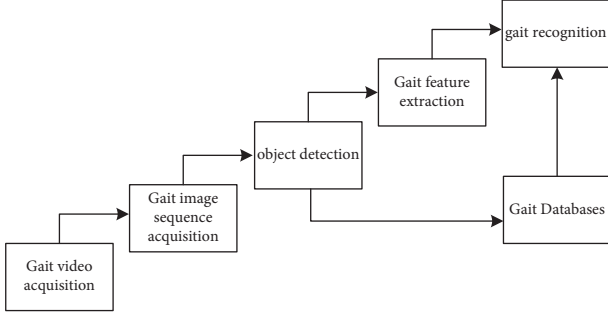 gait recognition
Gait feature
extraction
object detection
Gait image
sequence
acquisition
Gait Databases
Gait video
acquisition